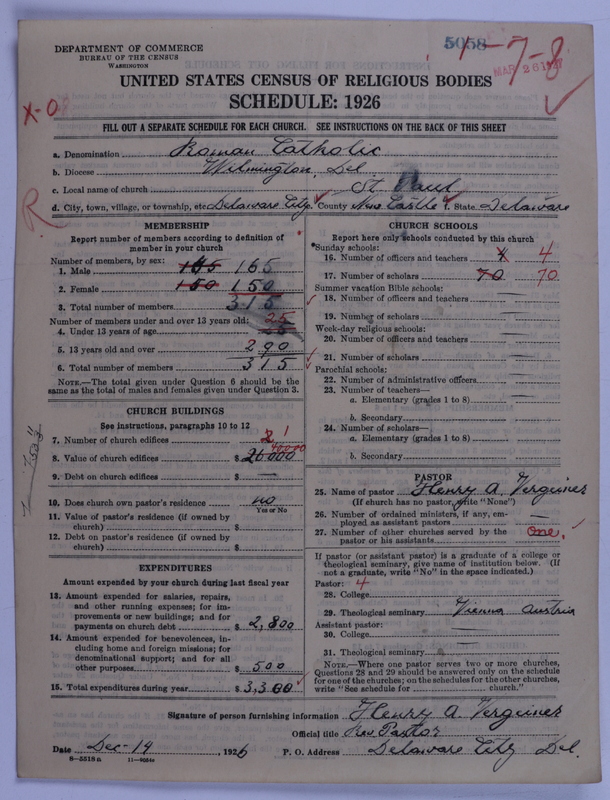 DEPARTMENT OF COMMERCE
BUREAU OF THE CENSUS
WASHINGTON
5058
1-7-8
MAR 26 1927
UNITED STATES CENSUS OF RELIGIOUS BODIES
SCHEDULE: 1926
X-O
FILL OUT A SEPARATE SCHEDULE FOR EACH CHURCH. SEE INSTRUCTIONS ON THE BACK OF THIS SHEET
a. Denomination Roman Catholic
b. Diocese Wilmington, Del
c. Local name of church St Paul
R
d. City, town, village, or township, etc. Delaware City. e. County New Castle f. State Delaware
MEMBERSHIP
Report number of members according to definition of
member in your church
Number of members, by sex:
1. Male 165 165
2. Female 150 150
3. Total number of members 315
Number of members under and over 13 years old:
4. Under 13 years of age 25
5. 13 years old and over 290
6. Total number of members 315
NOTE.—The total given under Question 6 should be
same as the total of males and females given under Question 3.
CHURCH BUILDINGS
See instructions, paragraphs 10 to 12
7. Number of church edifices 2 1
8. Value of church edifices $
9. Debt on church edifices $
10. Does church own pastor's residence no
Yes or No
11. Value of pastor's residence (if owned by
church) $
12. Debt on pastor's residence (if owned by
church) $
EXPENDITURES
Amount expended by your church during last fiscal year
13. Amount expended for salaries, repairs,
and other running expenses; for im-
provements or new buildings; and for
payments on church debt $ 2,800
14. Amount expended for benevolences, in-
cluding home and foreign missions; for
denominational support; and for all
other purposes $ 500
15. Total expenditures during year $ 3,300
CHURCH SCHOOLS
Report here only schools conducted by this church
Sunday schools:
16. Number of officers and teachers 4 4
17. Number of scholars 70 70
Summer vacation Bible schools:
18. Number of officers and teachers
19. Number of scholars
Week-day religious schools:
20. Number of officers and teachers
21. Number of scholars
Parochial schools:
22. Number of administrative officers
23. Number of teachers—
a. Elementary (grades 1 to 8)
b. Secondary
24. Number of scholars—
a. Elementary (grades 1 to 8)
b. Secondary
PASTOR
25. Name of pastor Henry A. Verguiner
(If church has no pastor, write "None")
26. Number of ordained ministers, if any, em-
ployed as assistant pastors —
27. Number of other churches served by the
pastor or his assistants one.
If pastor (or assistant pastor) is a graduate of a college or
theological seminary, give name of institution below. (If
not a graduate, write "No" in the space indicated.)
Pastor: 4
28. College
29. Theological seminary Vienna Austria
Assistant pastor:
30. College
31. Theological seminary
NOTE.—Where one pastor serves two or more churches,
Questions 28 and 29 should be answered only on the schedule
for one of the churches; on the schedules for the other churches,
write "See schedule for church."
Signature of person furnishing information Henry A. Verguiner
Official title Rev Pastor
Date Dec-19, 1926 P. O. Address Delaware City Del.
8—5518a 11—9654a